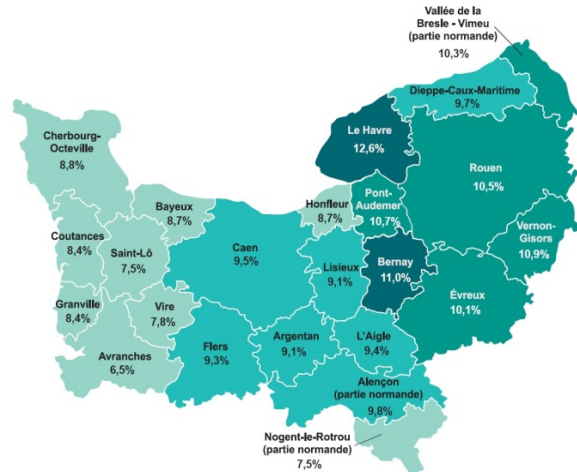 Vallée de la
Bresle - Vimeu
(partie normande)
10,3%
Dieppe-Caux-Maritime
9,7%
Le Havre
12,6%
Cherbourg-
Octeville
8,8%
Rouen
10,5%
Bayeux
8,7%
Honfleur
8,7%
Pont-
Audemer
10,7%
Coutances
8,4%
Saint-Lô
7,5%
Caen
9,5%
Lisieux
9,1%
Bernay
11,0%
Vernon-
Gisors
10,9%
Granville
8,4%
Vire
7,8%
Évreux
10,1%
Avranches
6,5%
Flers
9,3%
Argentan
9,1%
L'Aigle
9,4%
Alençon
(partie normande)
9,8%
Nogent-le-Rotrou
(partie normande)
7,5%